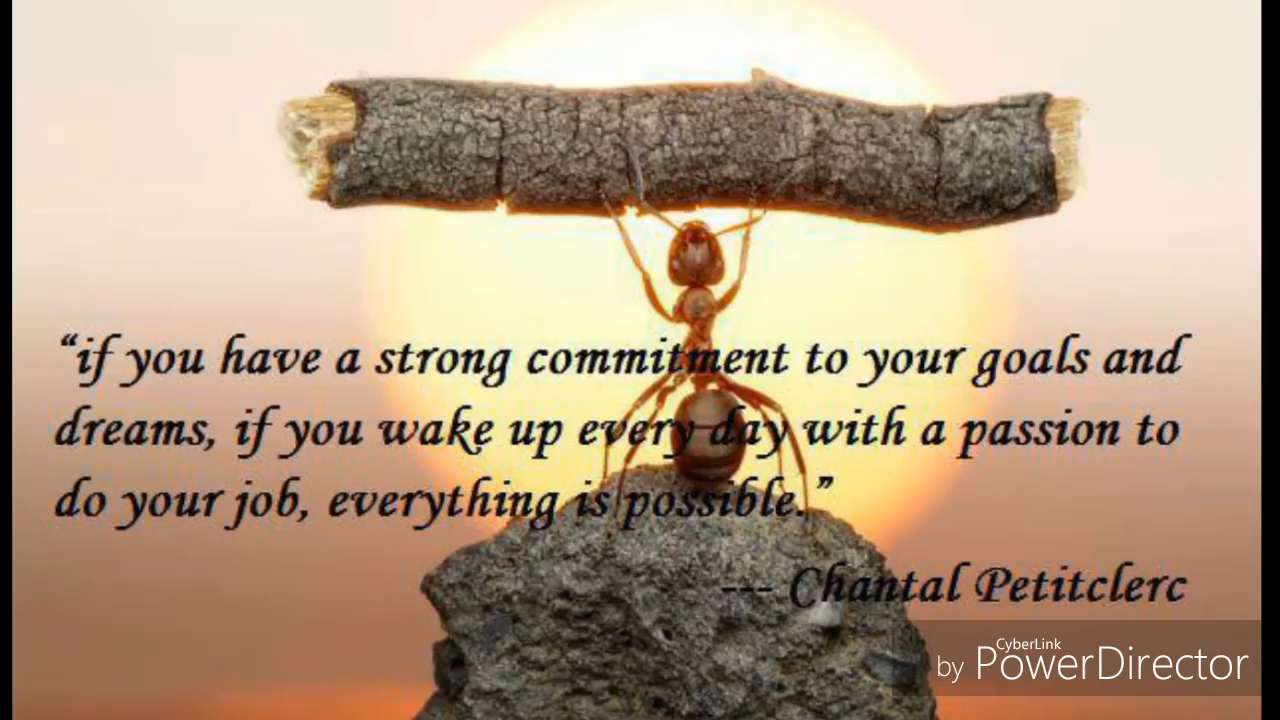 “if you have a strong commitment to your goals and
dreams, if you wake up every day with a passion to
do your job, everything is possible.”
--- Chantal Petitclerc
CyberLink
by PowerDirector